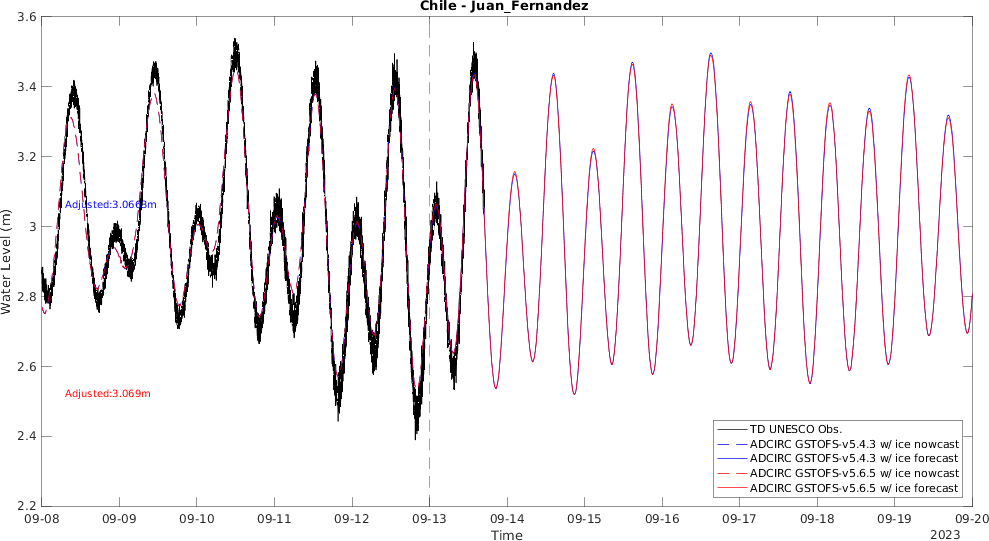 Chile - Juan_Fernandez
Water Level (m)
3.6
3.4
3.2
3
2.8
2.6
2.4
2.2
Adjusted:3.0663m
Adjusted:3.069m
TD UNESCO Obs.
ADCIRC GSTOFS-v5.4.3 w/ ice nowcast
ADCIRC GSTOFS-v5.4.3 w/ ice forecast
ADCIRC GSTOFS-v5.6.5 w/ ice nowcast
ADCIRC GSTOFS-v5.6.5 w/ ice forecast
09-08 09-09 09-10 09-11 09-12 09-13 09-14 09-15 09-16 09-17 09-18 09-19 09-20
Time
2023